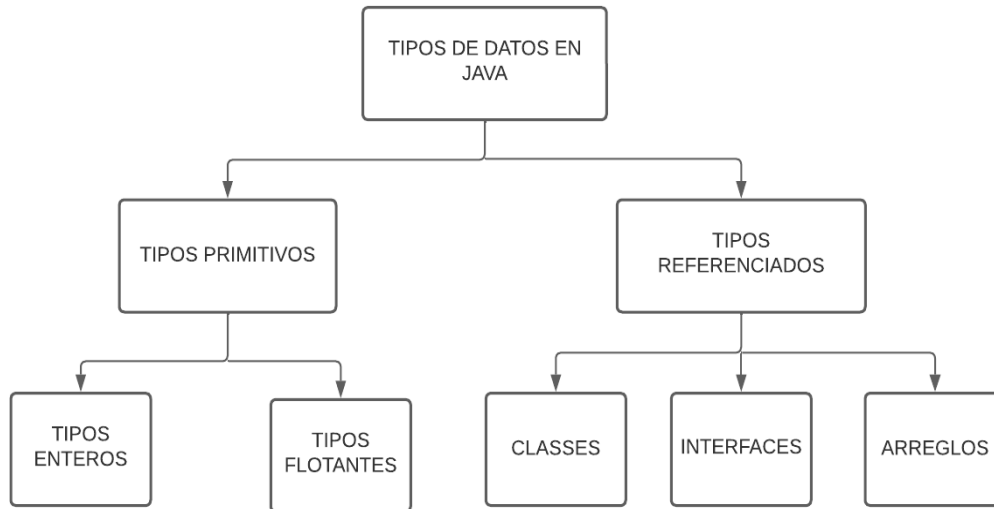 TIPOS DE DATOS EN
JAVA
TIPOS PRIMITIVOS
TIPOS
REFERENCIADOS
TIPOS
ENTEROS
TIPOS
FLOTANTES
CLASSES
INTERFACES
ARREGLOS